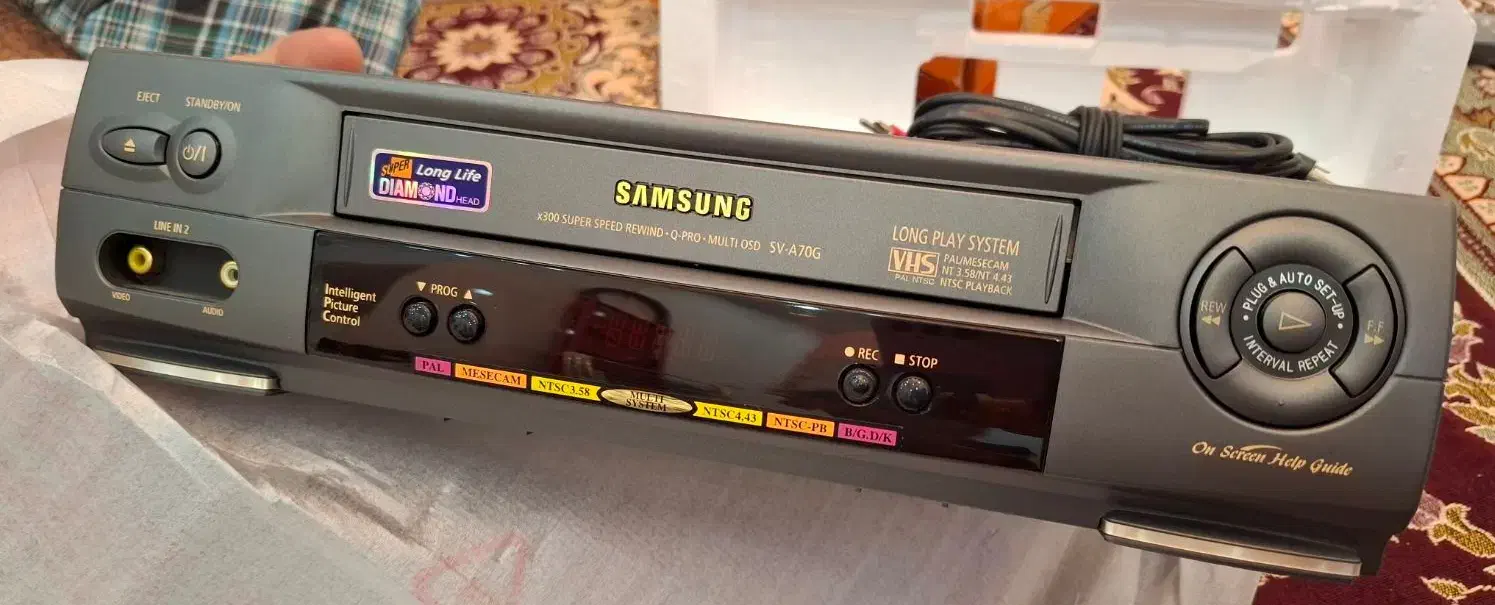 EJECT
STANDBY/ON
LINE IN 2
VIDEO
AUDIO
SUPER Long Life
DIAMOND HEAD
SAMSUNG
x300 SUPER SPEED REWIND • Q-PRO • MULTI OSD SV-A70G
LONG PLAY SYSTEM
VHS
PAL NTSC
PAL/MESECAM
NT 3.58/NT 4.43
NTSC PLAYBACK
Intelligent
Picture
Control
▼ PROG ▲
● REC ■ STOP
PAL
MESECAM
NTSC3.58
MULTI
SYSTEM
NTSC4.43
NTSC-PB
B/G.D/K
• PLUG & AUTO SET-UP •
INTERVAL REPEAT
REW
◀◀
F.F
▶▶
On Screen Help Guide